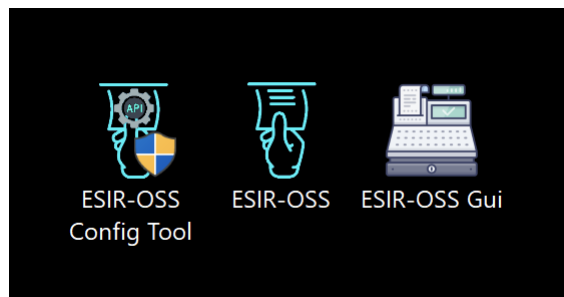 API
ESIR-OSS
Config Tool
ESIR-OSS
ESIR-OSS Gui